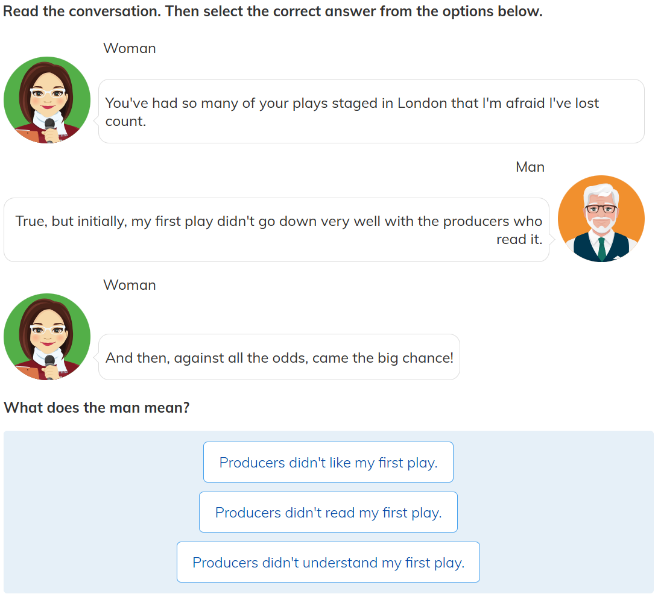 Read the conversation. Then select the correct answer from the options below.
Woman
You've had so many of your plays staged in London that I'm afraid I've lost
count.
Man
True, but initially, my first play didn't go down very well with the producers who
read it.
Woman
And then, against all the odds, came the big chance!
What does the man mean?
Producers didn't like my first play.
Producers didn't read my first play.
Producers didn't understand my first play.